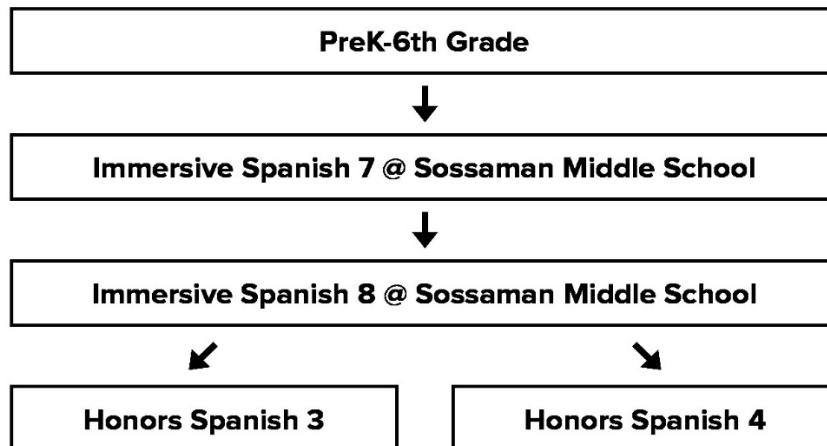 PreK-6th Grade
Immersive Spanish 7 @ Sossaman Middle School
Immersive Spanish 8 @ Sossaman Middle School
Honors Spanish 3
Honors Spanish 4